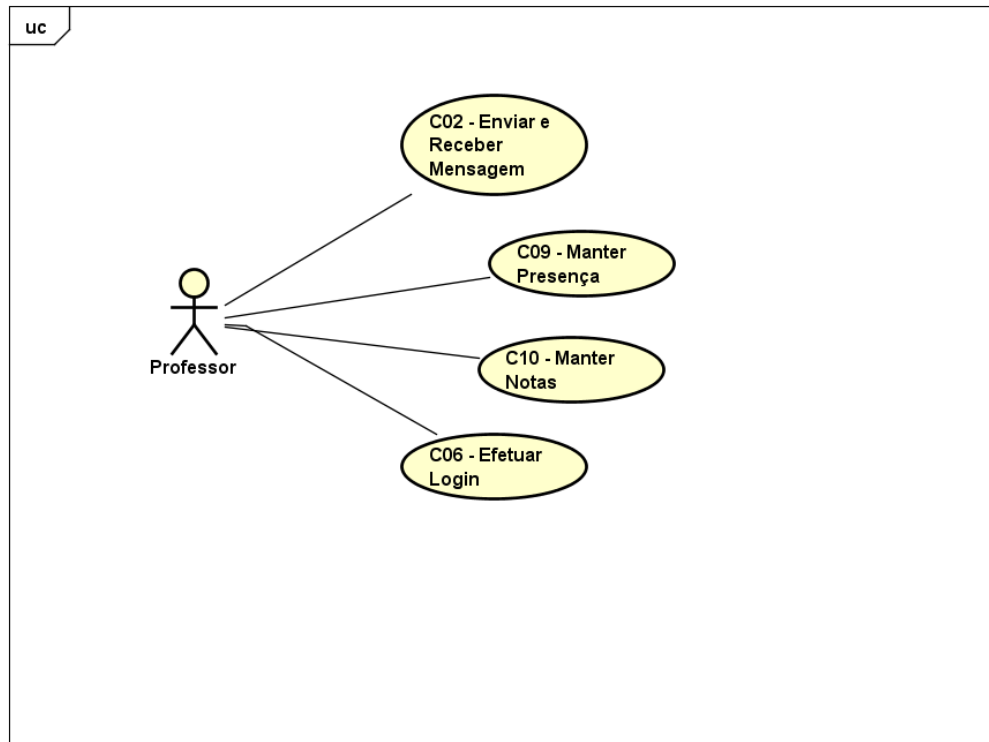 uc
C02 - Enviar e
Receber
Mensagem
C09 - Manter
Presença
Professor
C10 - Manter
Notas
C06 - Efetuar
Login